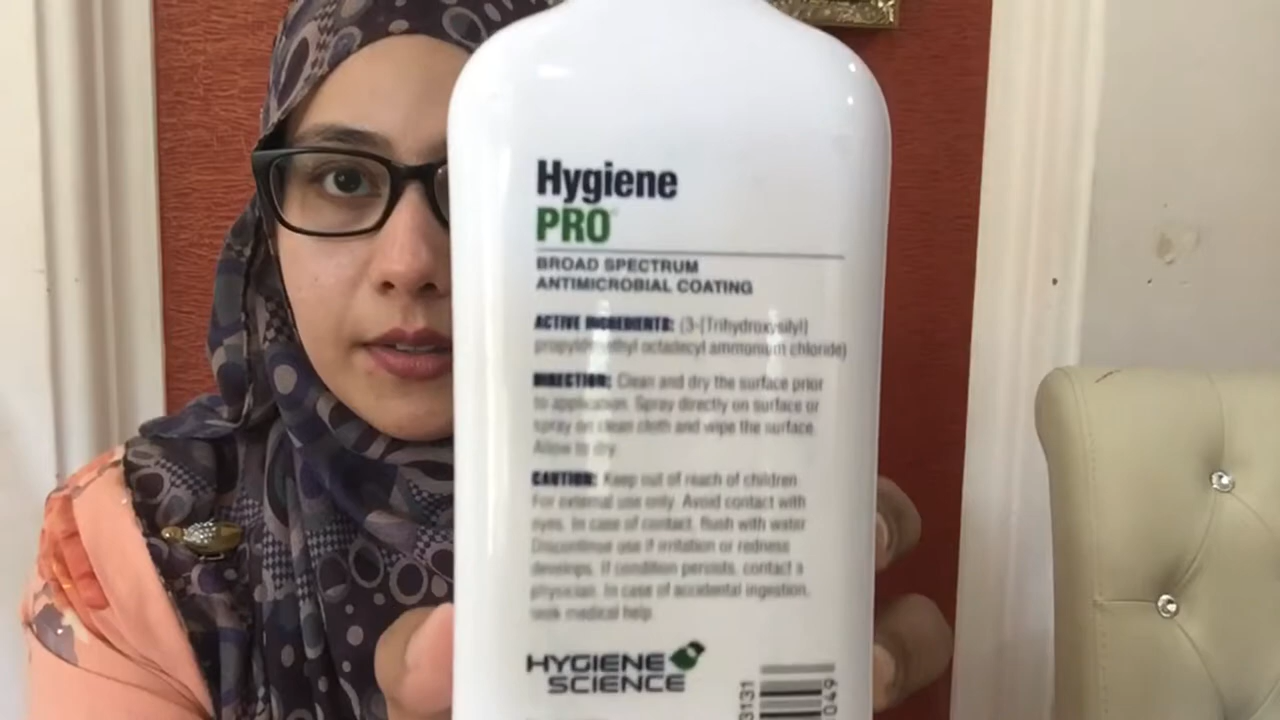 Hygiene
PRO
BROAD SPECTRUM
ANTIMICROBIAL COATING
ACTIVE INGREDIENTS: (3-(Trihydroxysilyl)
propyldimethyl octadecyl ammonium chloride)
DIRECTION: Clean and dry the surface prior
to application. Spray directly on surface or
spray on clean cloth and wipe the surface.
Allow to dry.
CAUTION: Keep out of reach of children.
For external use only. Avoid contact with
eyes. In case of contact, flush with water.
Discontinue use if irritation or redness
develops. If condition persists, contact a
physician. In case of accidental ingestion,
seek medical help.
HYGIENE
SCIENCE
3131
049